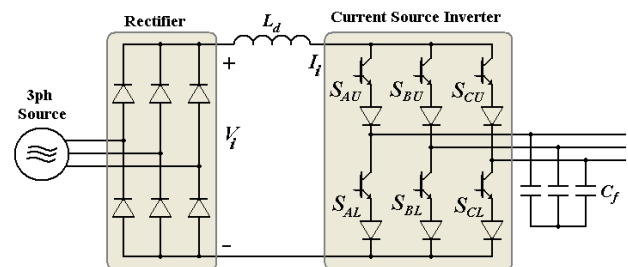 Rectifier
L_d
Current Source Inverter
+
I_i
3ph
Source
S_AU
S_BU
S_CU
V_i
S_AL
S_BL
S_CL
C_f
–